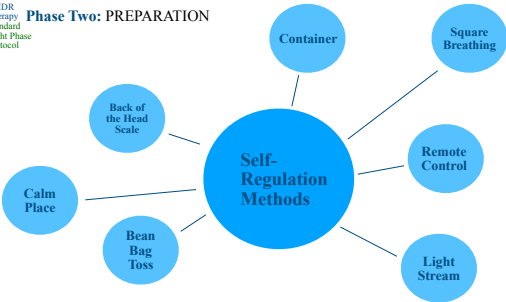 Phase Two: PREPARATION
Container
Square
Breathing
Back of
the Head
Scale
Self-
Regulation
Methods
Remote
Control
Calm
Place
Bean
Bag
Toss
Light
Stream